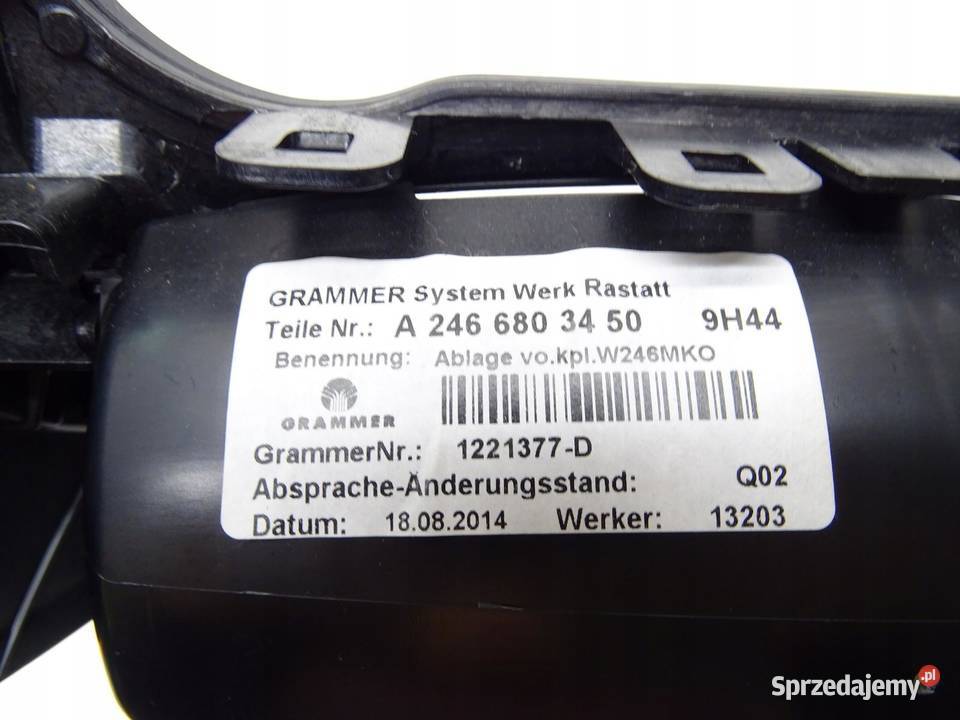 GRAMMER System Werk Rastatt
Teile Nr.: A 246 680 34 50 9H44
Benennung: Ablage vo.kpl.W246MKO
GRAMMER
GrammerNr.: 1221377-D
Absprache-Änderungsstand: Q02
Datum: 18.08.2014 Werker: 13203
Sprzedajemy.pl